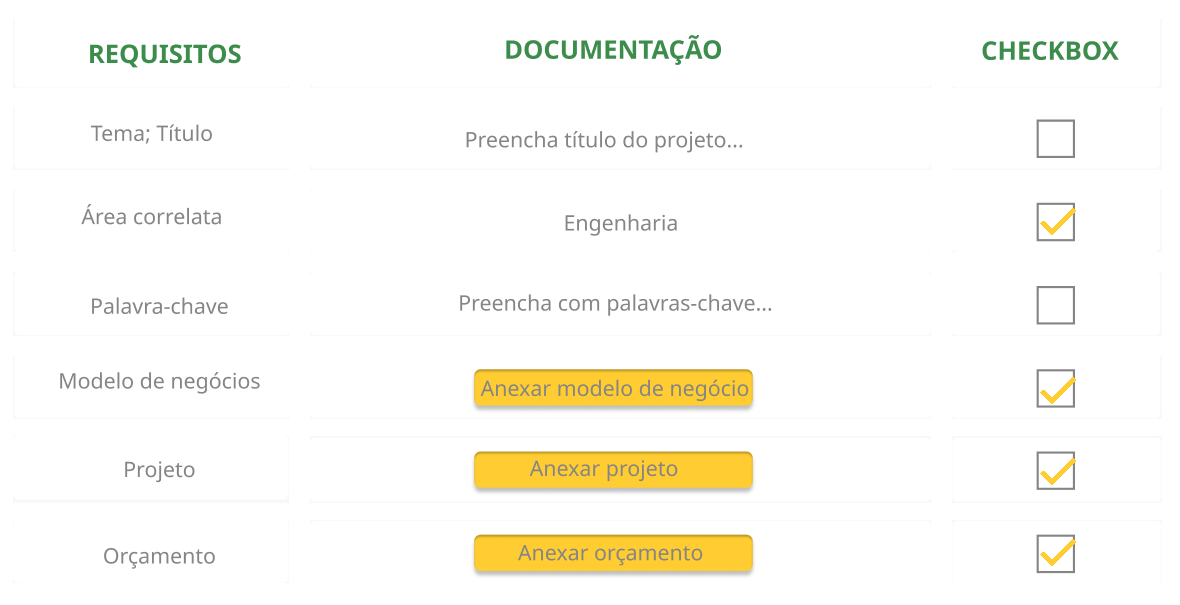 REQUISITOS DOCUMENTAÇÃO CHECKBOX
Tema; Título Preencha título do projeto...
Área correlata Engenharia
Palavra-chave Preencha com palavras-chave...
Modelo de negócios Anexar modelo de negócio
Projeto Anexar projeto
Orçamento Anexar orçamento